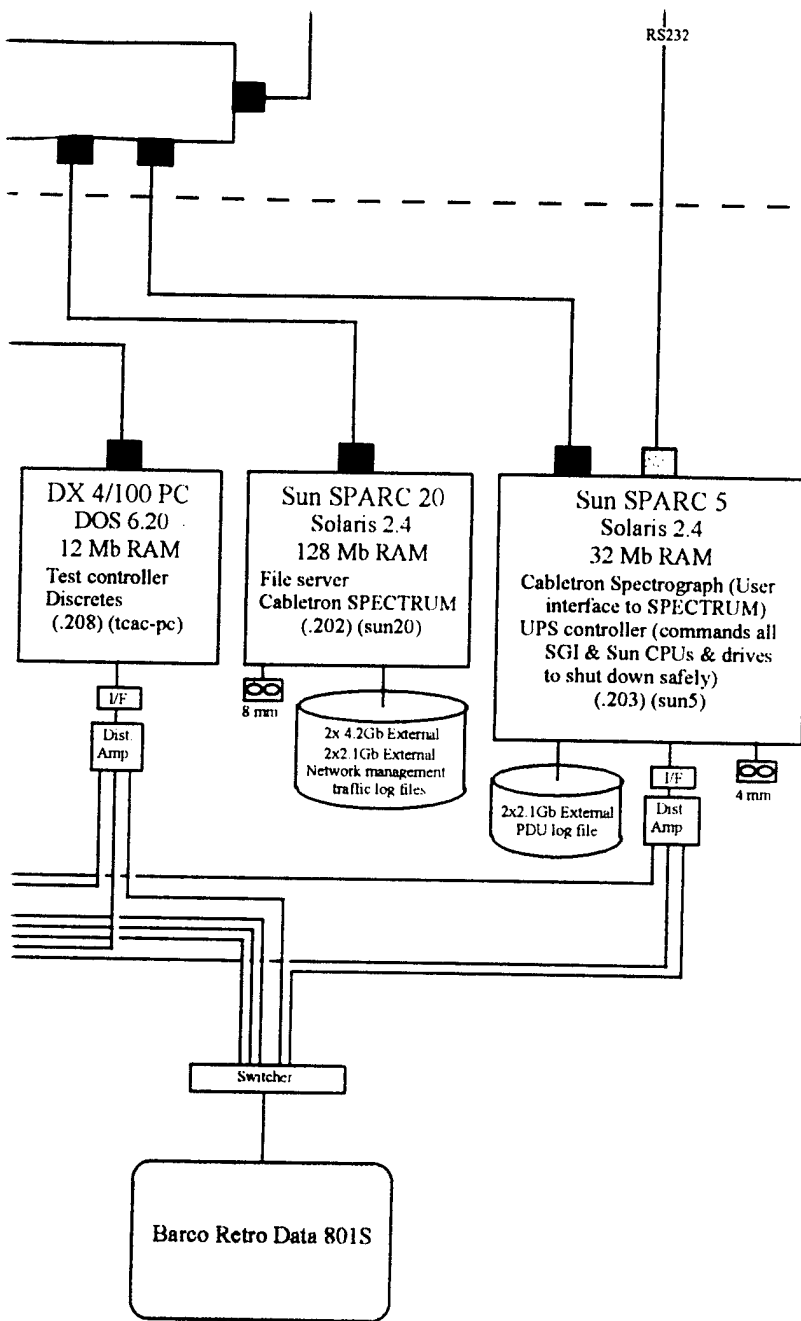 RS232
DX 4/100 PC
DOS 6.20
12 Mb RAM
Test controller
Discretes
(.208) (tcac-pc)
I/F
Dist.
Amp
Sun SPARC 20
Solaris 2.4
128 Mb RAM
File server
Cabletron SPECTRUM
(.202) (sun20)
8 mm
2x 4.2Gb External
2x2.1Gb External
Network management
traffic log files
Sun SPARC 5
Solaris 2.4
32 Mb RAM
Cabletron Spectrograph (User
interface to SPECTRUM)
UPS controller (commands all
SGI & Sun CPUs & drives
to shut down safely)
(.203) (sun5)
2x2.1Gb External
PDU log file
I/F
Dist
Amp
4 mm
Switcher
Barco Retro Data 801S